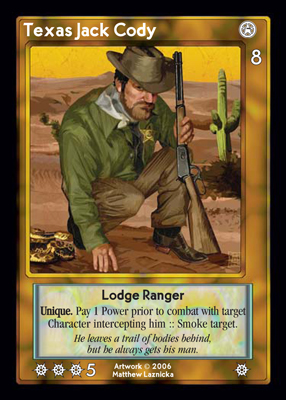 Texas Jack Cody
8
Lodge Ranger
Unique. Pay 1 Power prior to combat with target
Character intercepting him :: Smoke target.
He leaves a trail of bodies behind,
but he always gets his man.
5
Artwork © 2006
Matthew Laznicka